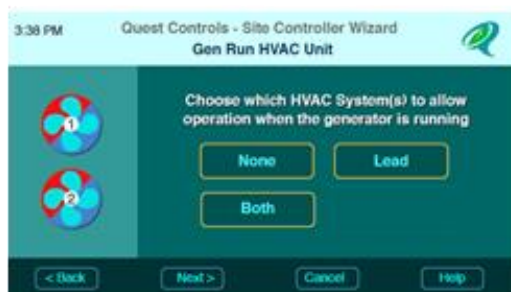 3:38 PM
Quest Controls - Site Controller Wizard
Gen Run HVAC Unit
1
2
Choose which HVAC System(s) to allow
operation when the generator is running
None
Lead
Both
< Back
Next >
Cancel
Help